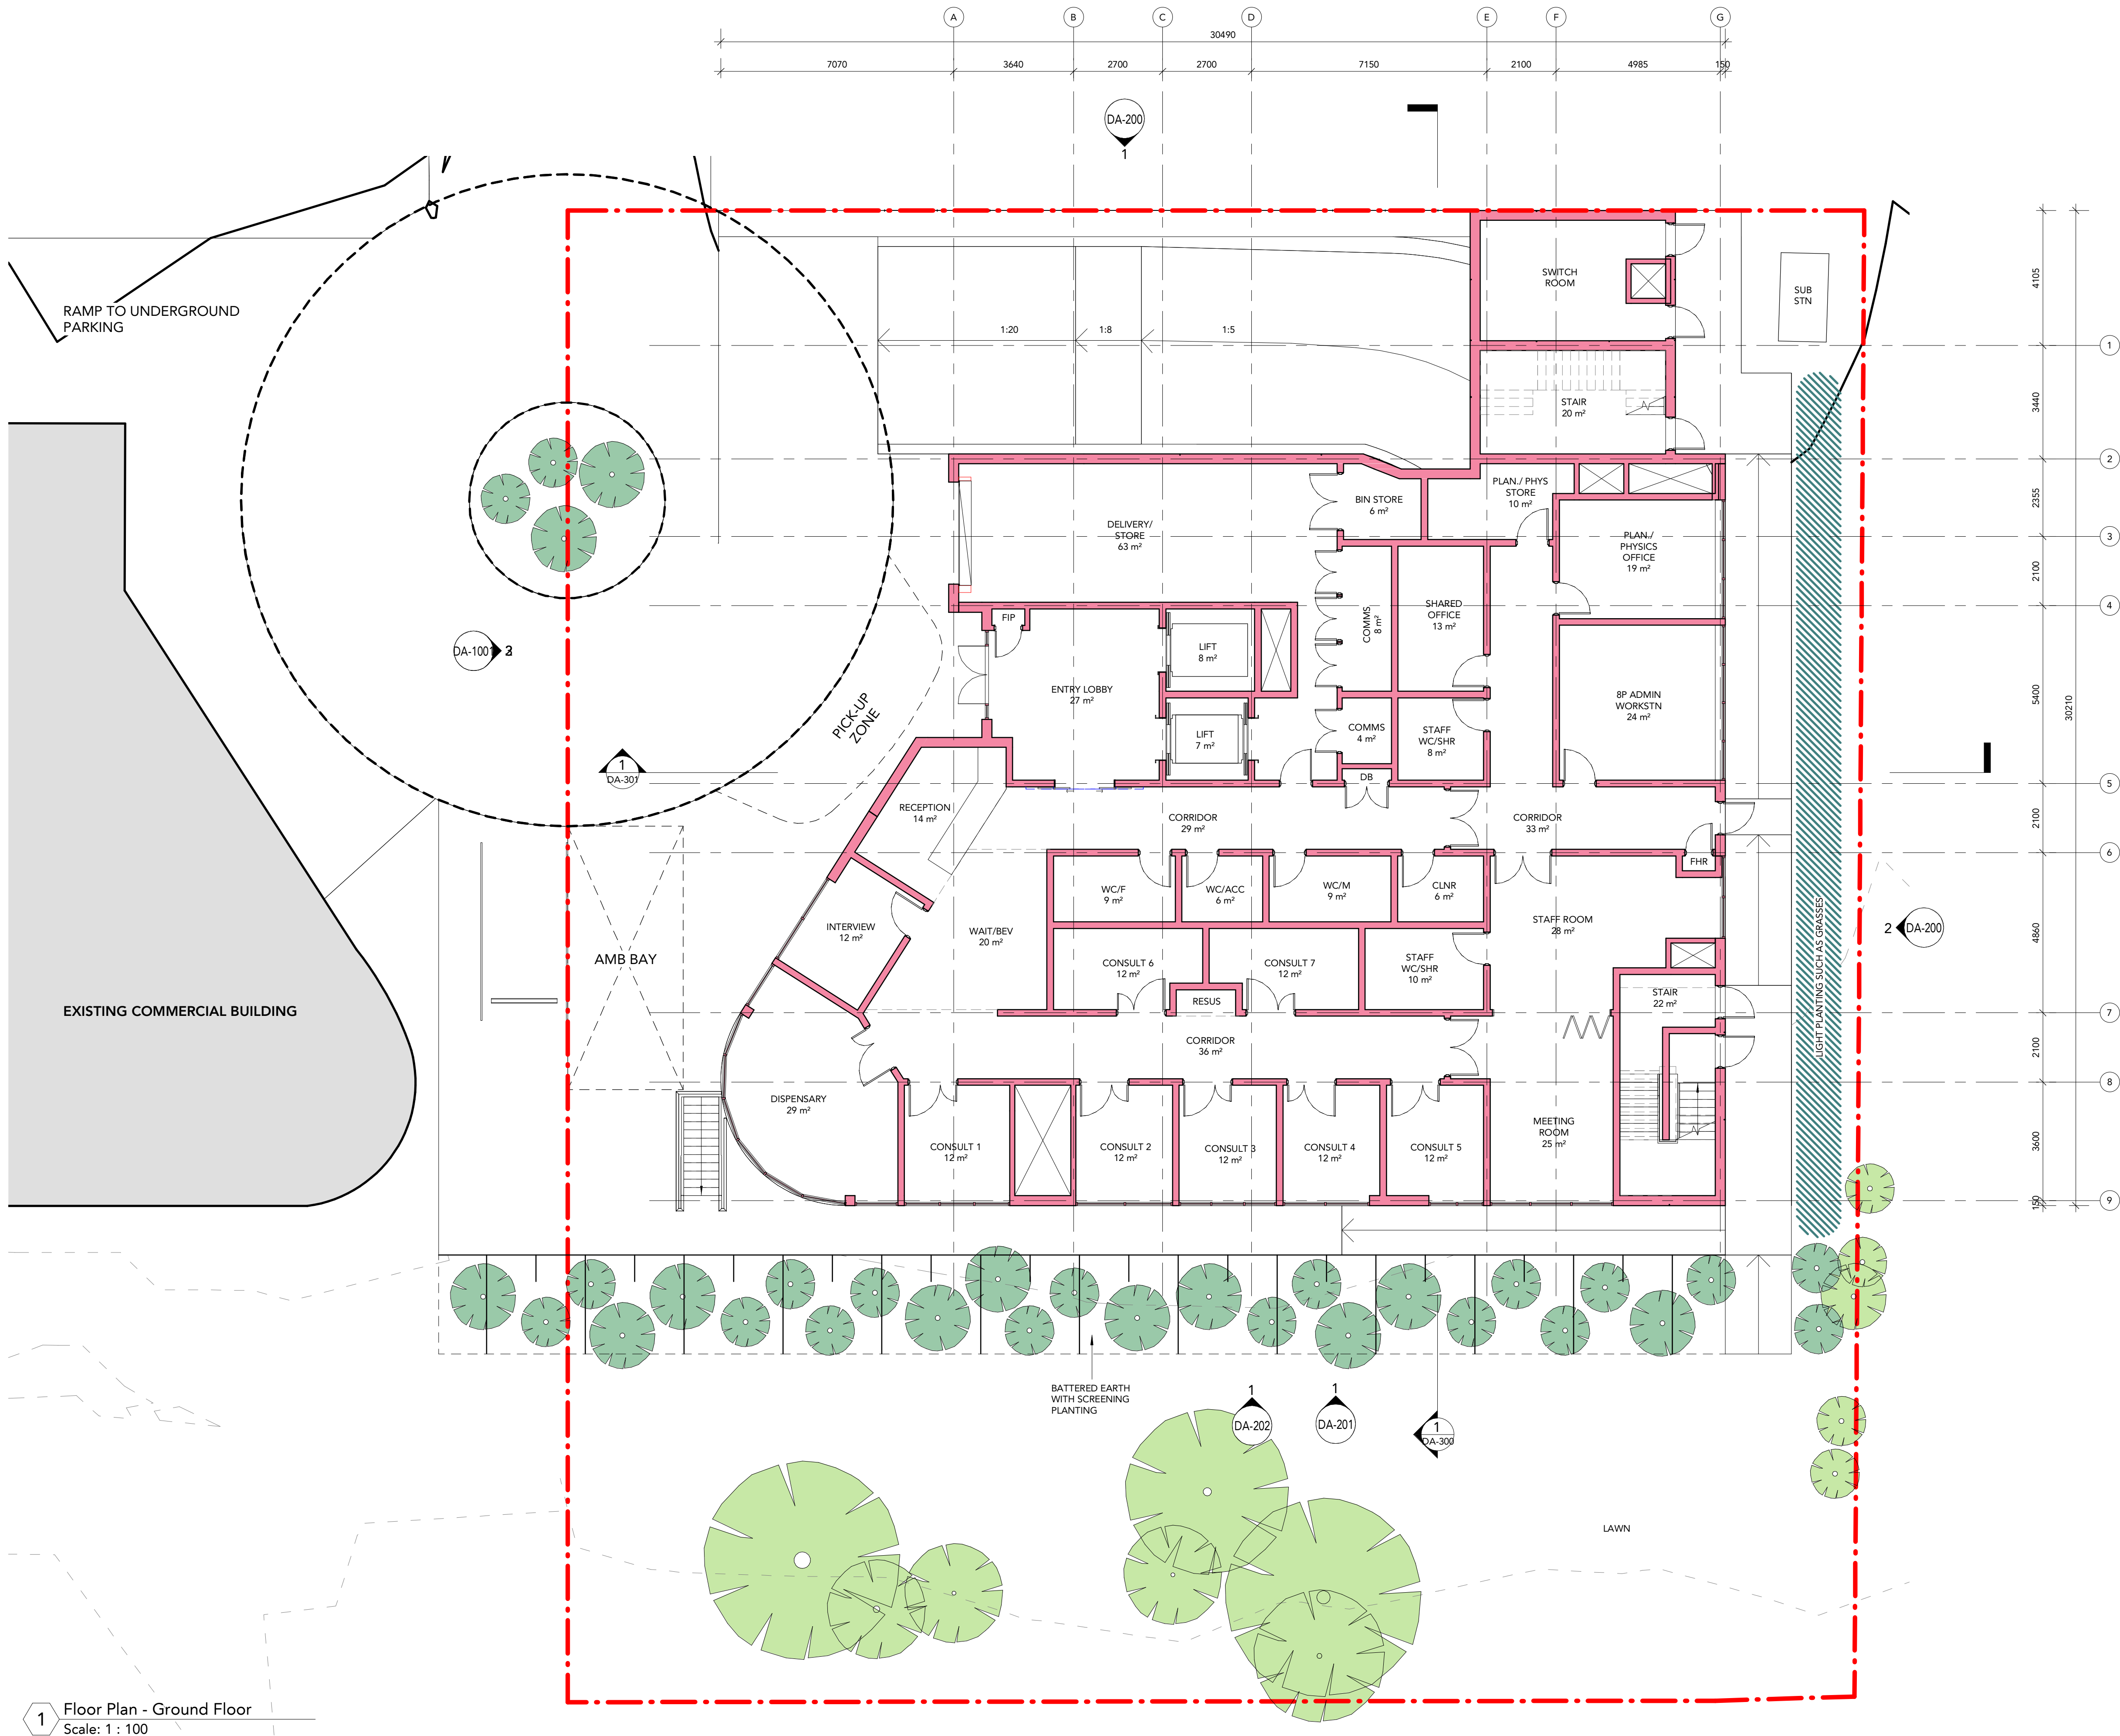 A
B
C
D
E
F
G
30490
7070
3640
2700
2700
7150
2100
4985
150
DA-200
1
RAMP TO UNDERGROUND
PARKING
SWITCH
ROOM
SUB
STN
4105
1:20
1:8
1:5
1
STAIR
20 m²
3440
2
PLAN./ PHYS
STORE
10 m²
BIN STORE
6 m²
2355
DELIVERY/
STORE
63 m²
3
PLAN./
PHYSICS
OFFICE
19 m²
2100
4
FIP
COMMS
8 m²
SHARED
OFFICE
13 m²
LIFT
8 m²
DA-1001
ENTRY LOBBY
27 m²
8P ADMIN
WORKSTN
24 m²
5400
30210
PICK-UP
ZONE
LIFT
7 m²
COMMS
4 m²
STAFF
WC/SHR
8 m²
1
DA-301
DB
5
RECEPTION
14 m²
CORRIDOR
29 m²
CORRIDOR
33 m²
2100
6
WC/F
9 m²
WC/ACC
6 m²
WC/M
9 m²
CLNR
6 m²
FHR
INTERVIEW
12 m²
WAIT/BEV
20 m²
STAFF ROOM
28 m²
4860
2
DA-200
AMB BAY
CONSULT 6
12 m²
CONSULT 7
12 m²
STAFF
WC/SHR
10 m²
LIGHT PLANTING SUCH AS GRASSES
STAIR
22 m²
RESUS
EXISTING COMMERCIAL BUILDING
7
CORRIDOR
36 m²
2100
8
DISPENSARY
29 m²
CONSULT 1
12 m²
CONSULT 2
12 m²
CONSULT 3
12 m²
CONSULT 4
12 m²
CONSULT 5
12 m²
MEETING
ROOM
25 m²
3600
150
9
BATTERED EARTH
WITH SCREENING
PLANTING
1
DA-202
1
DA-201
1
DA-300
LAWN
1
Floor Plan - Ground Floor
Scale: 1 : 100